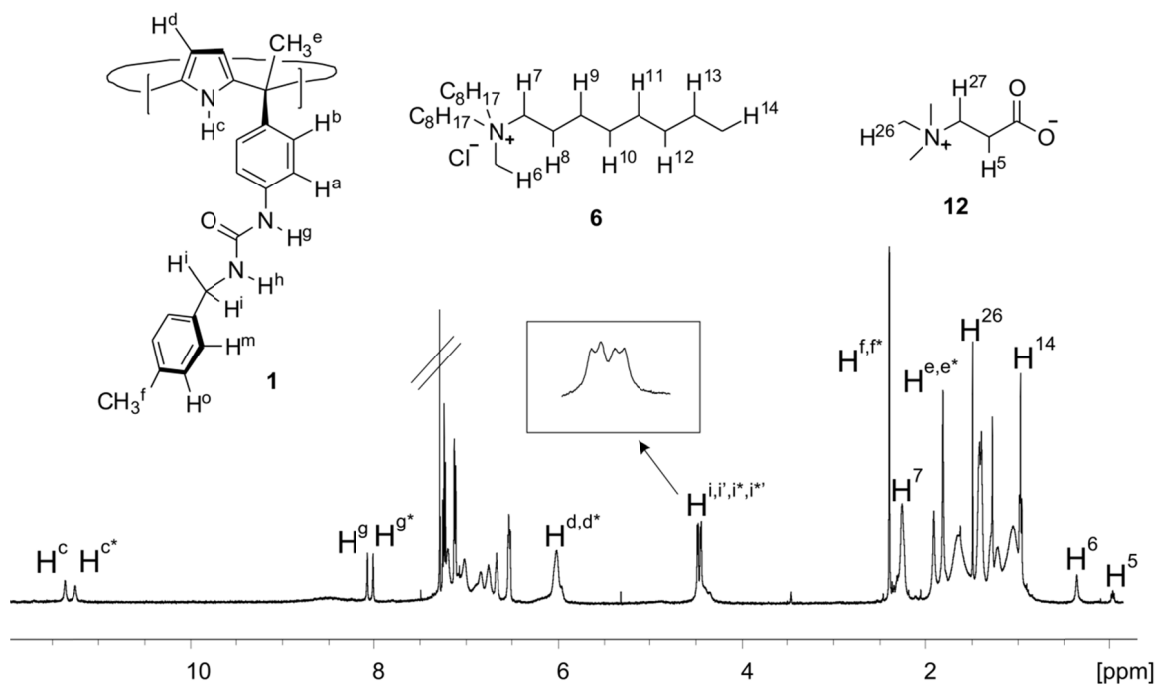 H^d CH₃^e
N
H^c
H^b
H^a
O N H^g
N H^h
H^i
H^i
H^m
H^o
CH₃^f
1
H^7 H^9 H^11 H^13
C₈H₁₇
C₈H₁₇ N + H^14
Cl⁻
H^6 H^8 H^10 H^12
6
H^27 O
H^26 N + O⁻
H^5
12
H^c H^c*
H^g H^g*
H^d,d*
H^i,i',i*,i*'
H^f,f*
H^7
H^e,e*
H^26
H^14
H^6
H^5
10 8 6 4 2 [ppm]